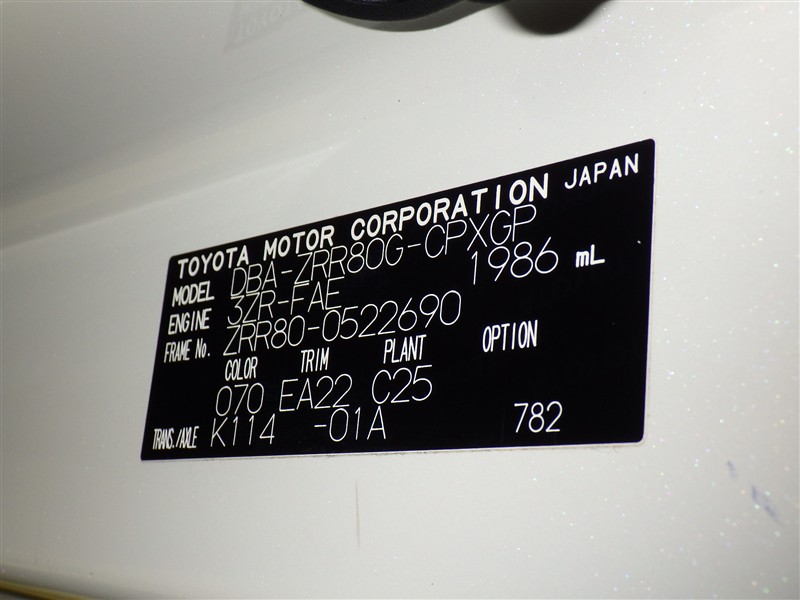 TOYOTA MOTOR CORPORATION JAPAN
MODEL DBA-ZRR80G-CPXGP
ENGINE 3ZR-FAE 1986 mL
FRAME No. ZRR80-0522690
COLOR TRIM PLANT OPTION
070 EA22 C25
TRANS./AXLE K114 -01A 782